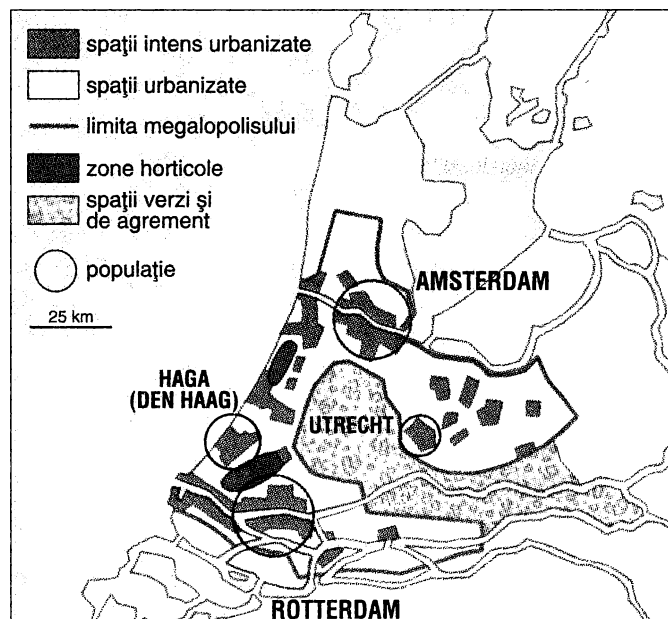 spaţii intens urbanizate
spaţii urbanizate
limita megalopolisului
zone horticole
spaţii verzi şi
de agrement
populaţie
25 km
AMSTERDAM
HAGA
(DEN HAAG)
UTRECHT
ROTTERDAM